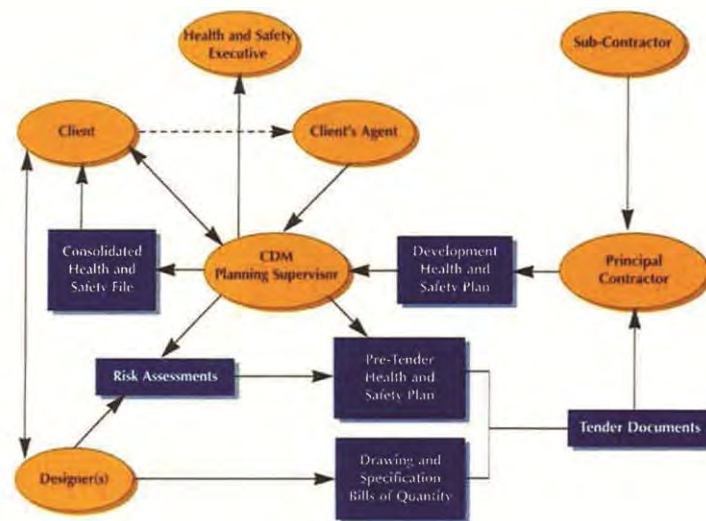 Health and Safety
Executive
Sub-Contractor
Client
Client's Agent
Consolidated
Health and
Safety File
CDM
Planning Supervisor
Development
Health and
Safety Plan
Principal
Contractor
Risk Assessments
Pre-Tender
Health and
Safety Plan
Tender Documents
Designer(s)
Drawing and
Specification
Bills of Quantity